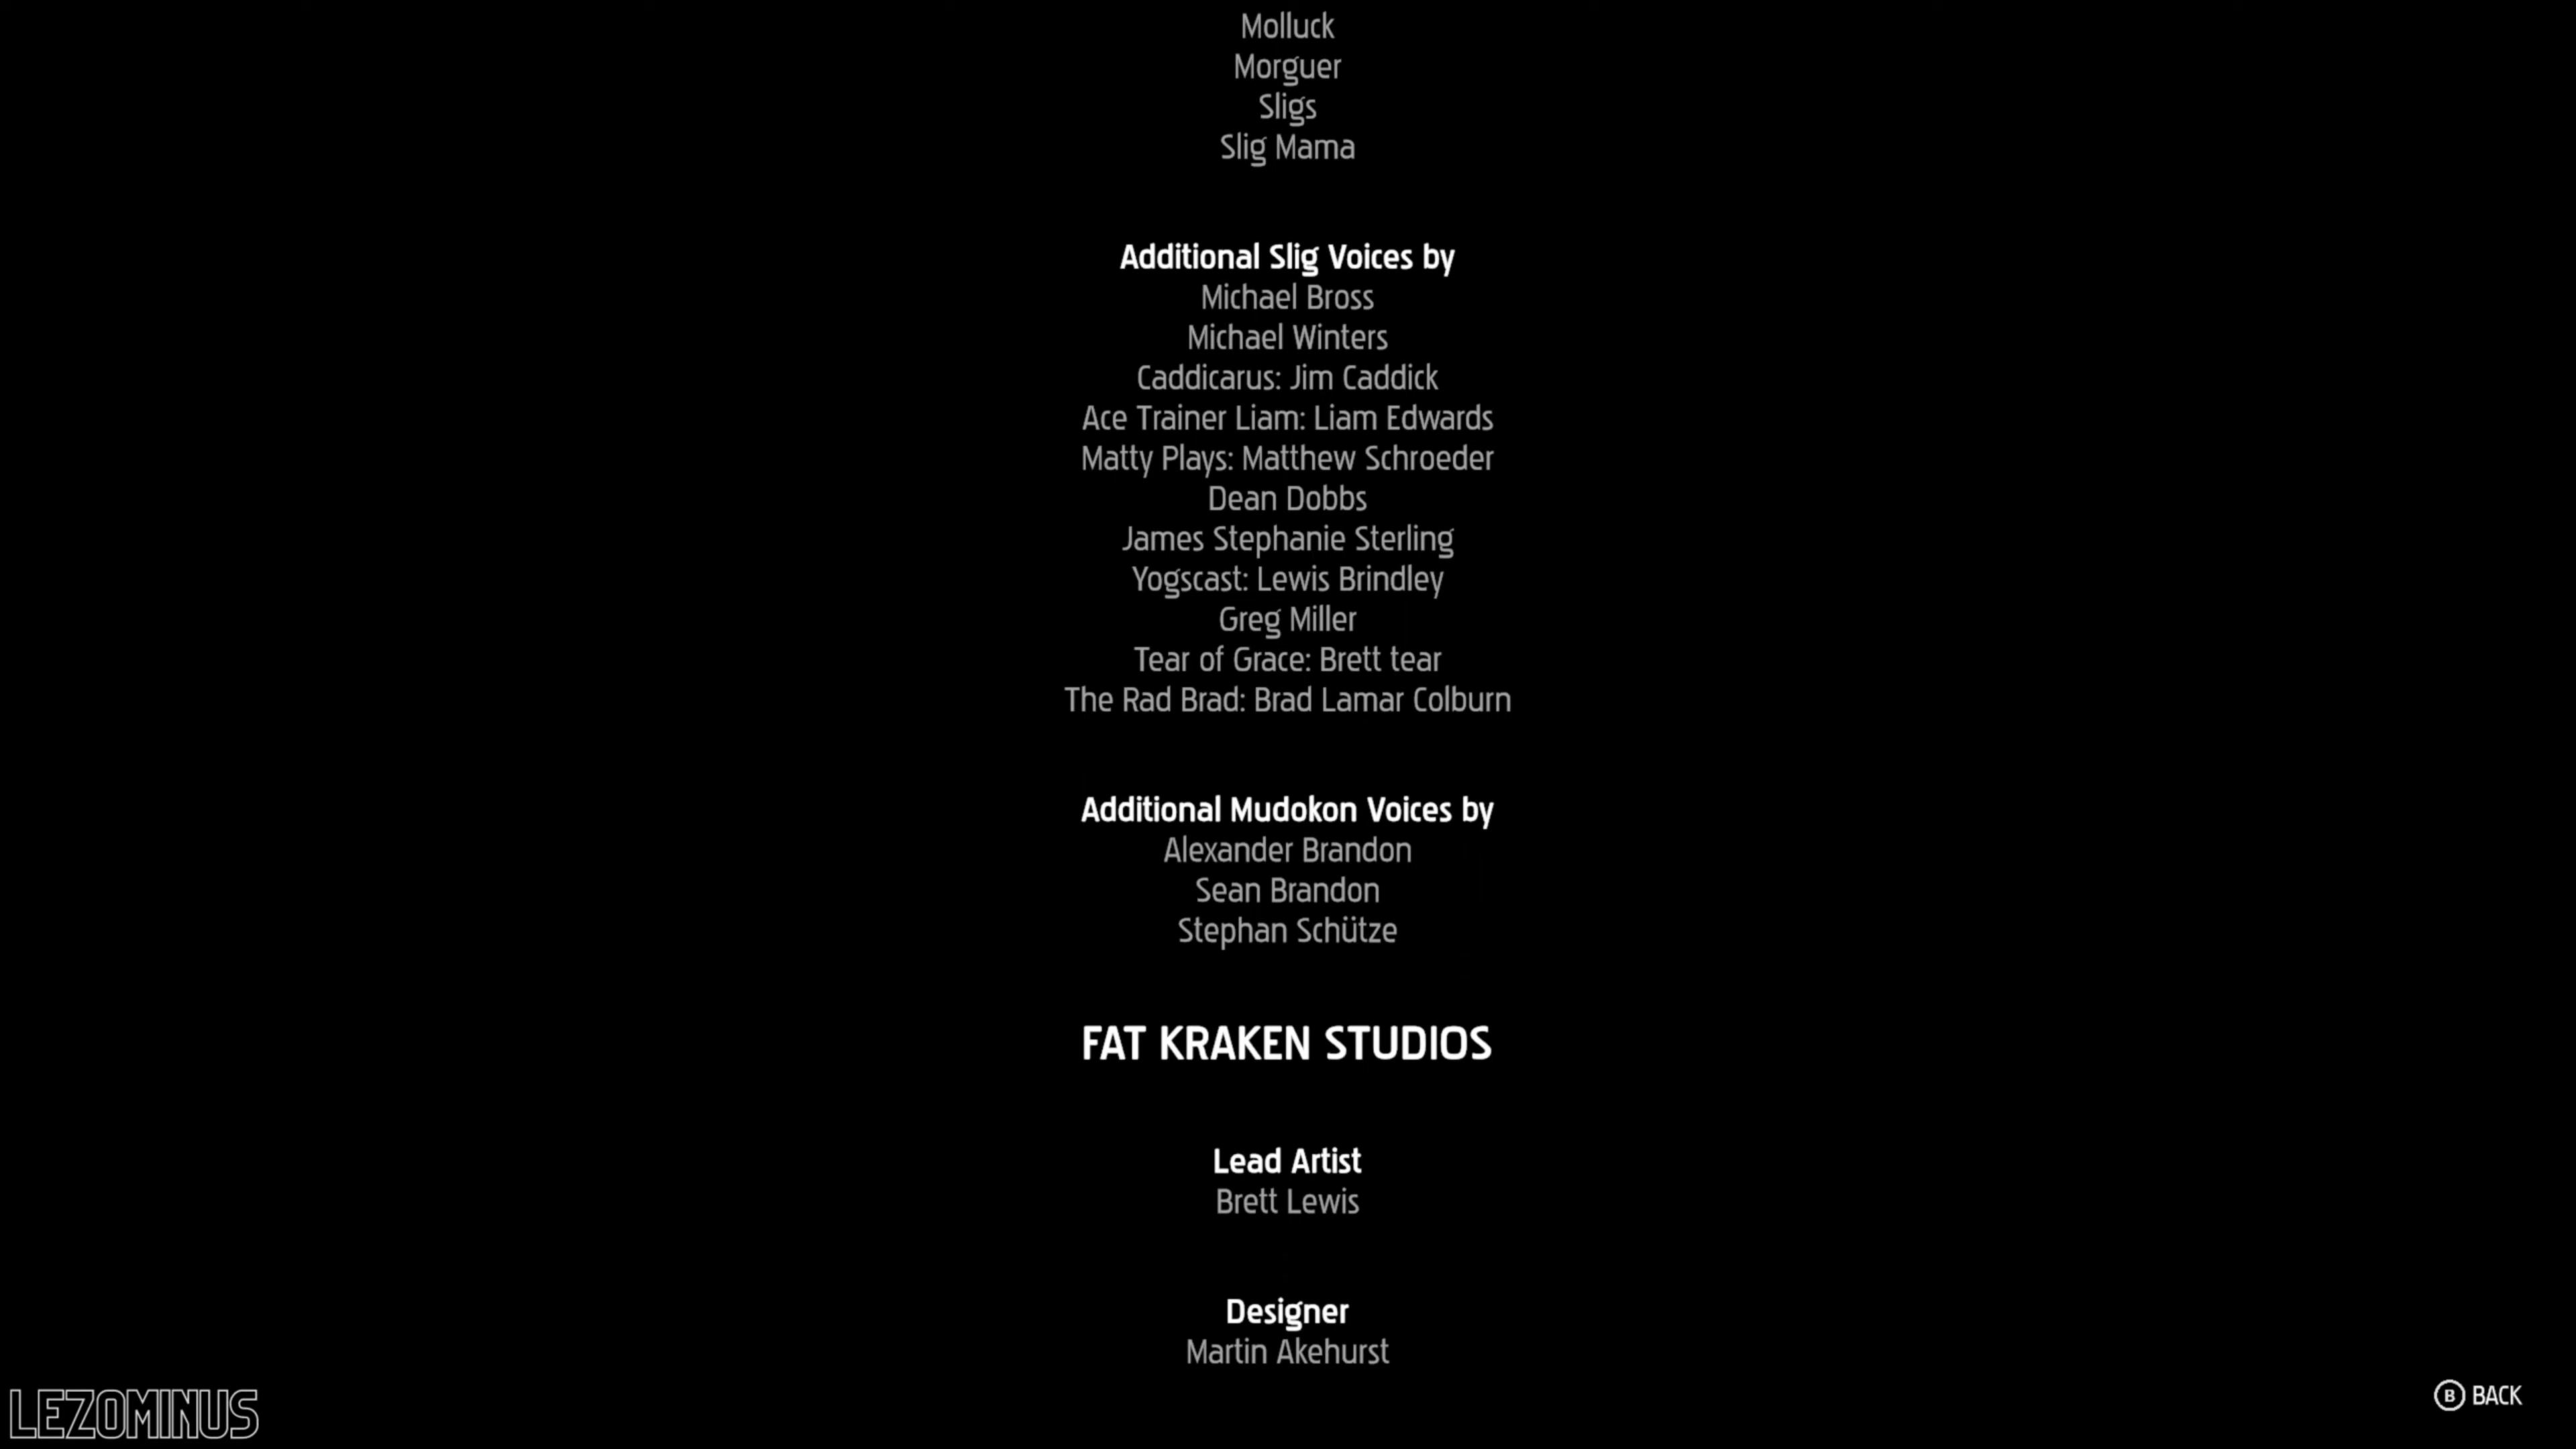 Molluck
Morguer
Sligs
Slig Mama
Additional Slig Voices by
Michael Bross
Michael Winters
Caddicarus: Jim Caddick
Ace Trainer Liam: Liam Edwards
Matty Plays: Matthew Schroeder
Dean Dobbs
James Stephanie Sterling
Yogscast: Lewis Brindley
Greg Miller
Tear of Grace: Brett tear
The Rad Brad: Brad Lamar Colburn
Additional Mudokon Voices by
Alexander Brandon
Sean Brandon
Stephan Schütze
FAT KRAKEN STUDIOS
Lead Artist
Brett Lewis
Designer
Martin Akehurst
LEZOMINUS
B BACK